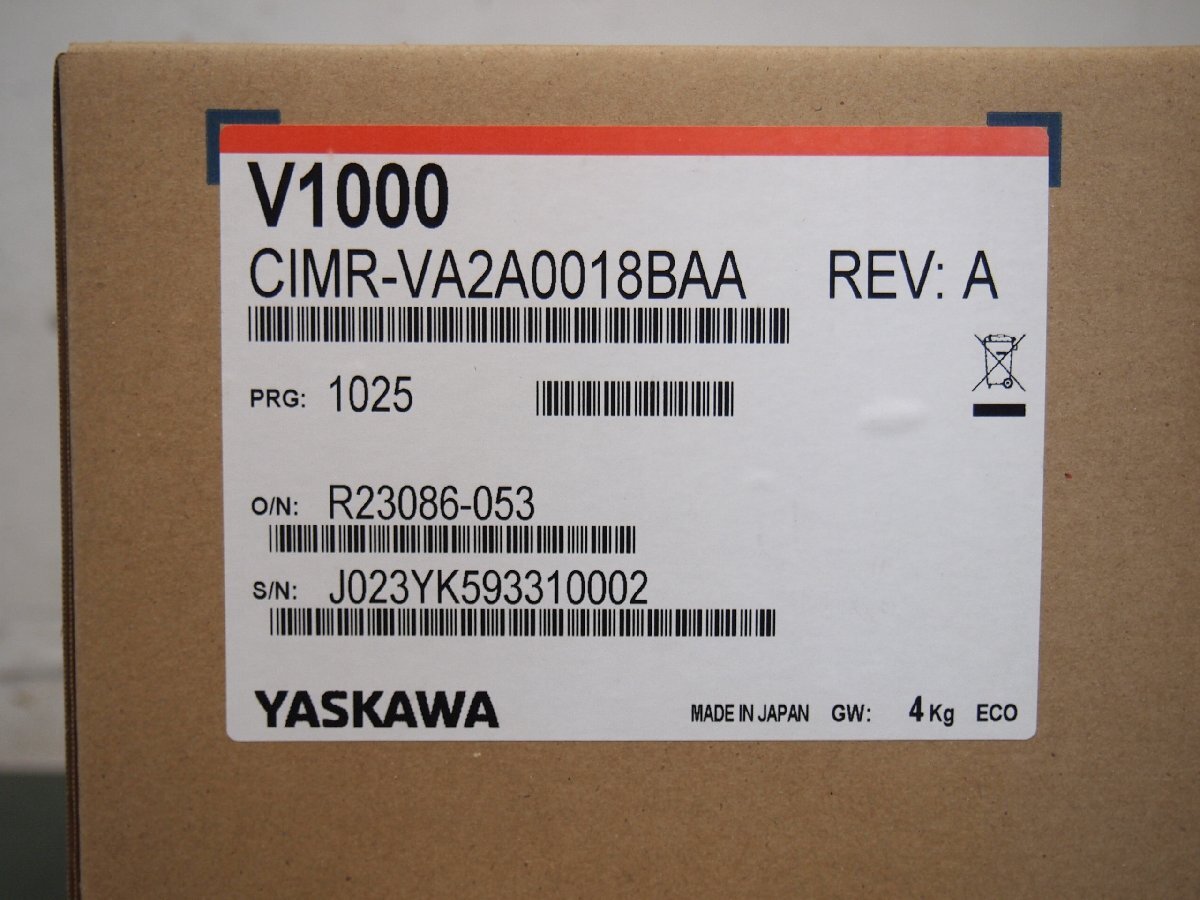 V1000
CIMR-VA2A0018BAA REV: A
PRG: 1025
O/N: R23086-053
S/N: J023YK593310002
YASKAWA MADE IN JAPAN GW: 4 Kg ECO